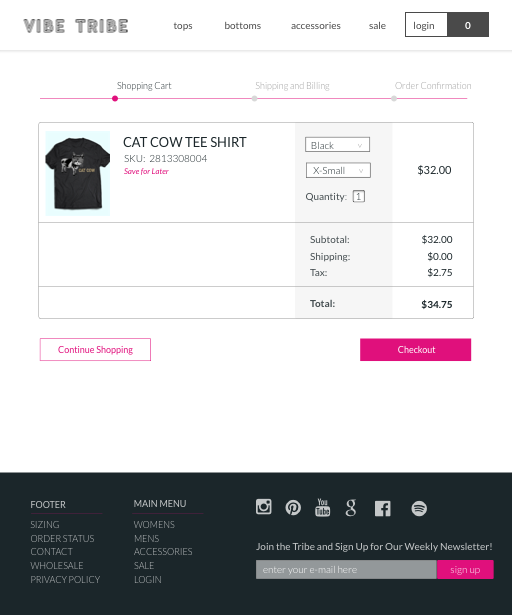 VIBE TRIBE
tops bottoms accessories sale login 0
Shopping Cart Shipping and Billing Order Confirmation
CAT COW TEE SHIRT
SKU: 2813308004
Save for Later
CAT COW
Black
X-Small
Quantity: 1
$32.00
Subtotal: $32.00
Shipping: $0.00
Tax: $2.75
Total: $34.75
Continue Shopping Checkout
FOOTER
SIZING
ORDER STATUS
CONTACT
WHOLESALE
PRIVACY POLICY
MAIN MENU
WOMENS
MENS
ACCESSORIES
SALE
LOGIN
You
Tube
g
Join the Tribe and Sign Up for Our Weekly Newsletter!
enter your e-mail here sign up